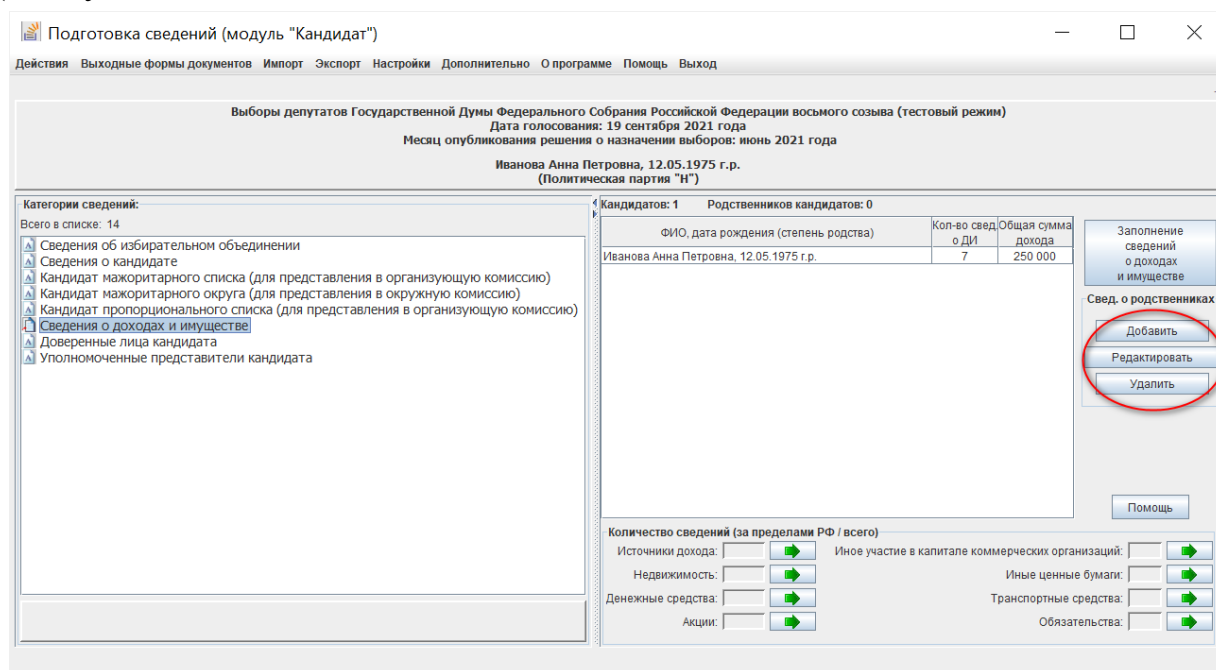 Подготовка сведений (модуль "Кандидат")
Действия Выходные формы документов Импорт Экспорт Настройки Дополнительно О программе Помощь Выход
Выборы депутатов Государственной Думы Федерального Собрания Российской Федерации восьмого созыва (тестовый режим)
Дата голосования: 19 сентября 2021 года
Месяц опубликования решения о назначении выборов: июнь 2021 года
Иванова Анна Петровна, 12.05.1975 г.р.
(Политическая партия "Н")
Категории сведений:
Всего в списке: 14
Сведения об избирательном объединении
Сведения о кандидате
Кандидат мажоритарного списка (для представления в организующую комиссию)
Кандидат мажоритарного округа (для представления в окружную комиссию)
Кандидат пропорционального списка (для представления в организующую комиссию)
Сведения о доходах и имуществе
Доверенные лица кандидата
Уполномоченные представители кандидата
Кандидатов: 1 Родственников кандидатов: 0
ФИО, дата рождения (степень родства)
Кол-во свед. о ДИ
Общая сумма дохода
Иванова Анна Петровна, 12.05.1975 г.р. 7 250 000
Заполнение
сведений
о доходах
и имуществе
Свед. о родственниках
Добавить
Редактировать
Удалить
Помощь
Количество сведений (за пределами РФ / всего)
Источники дохода: Иное участие в капитале коммерческих организаций:
Недвижимость: Иные ценные бумаги:
Денежные средства: Транспортные средства:
Акции: Обязательства: